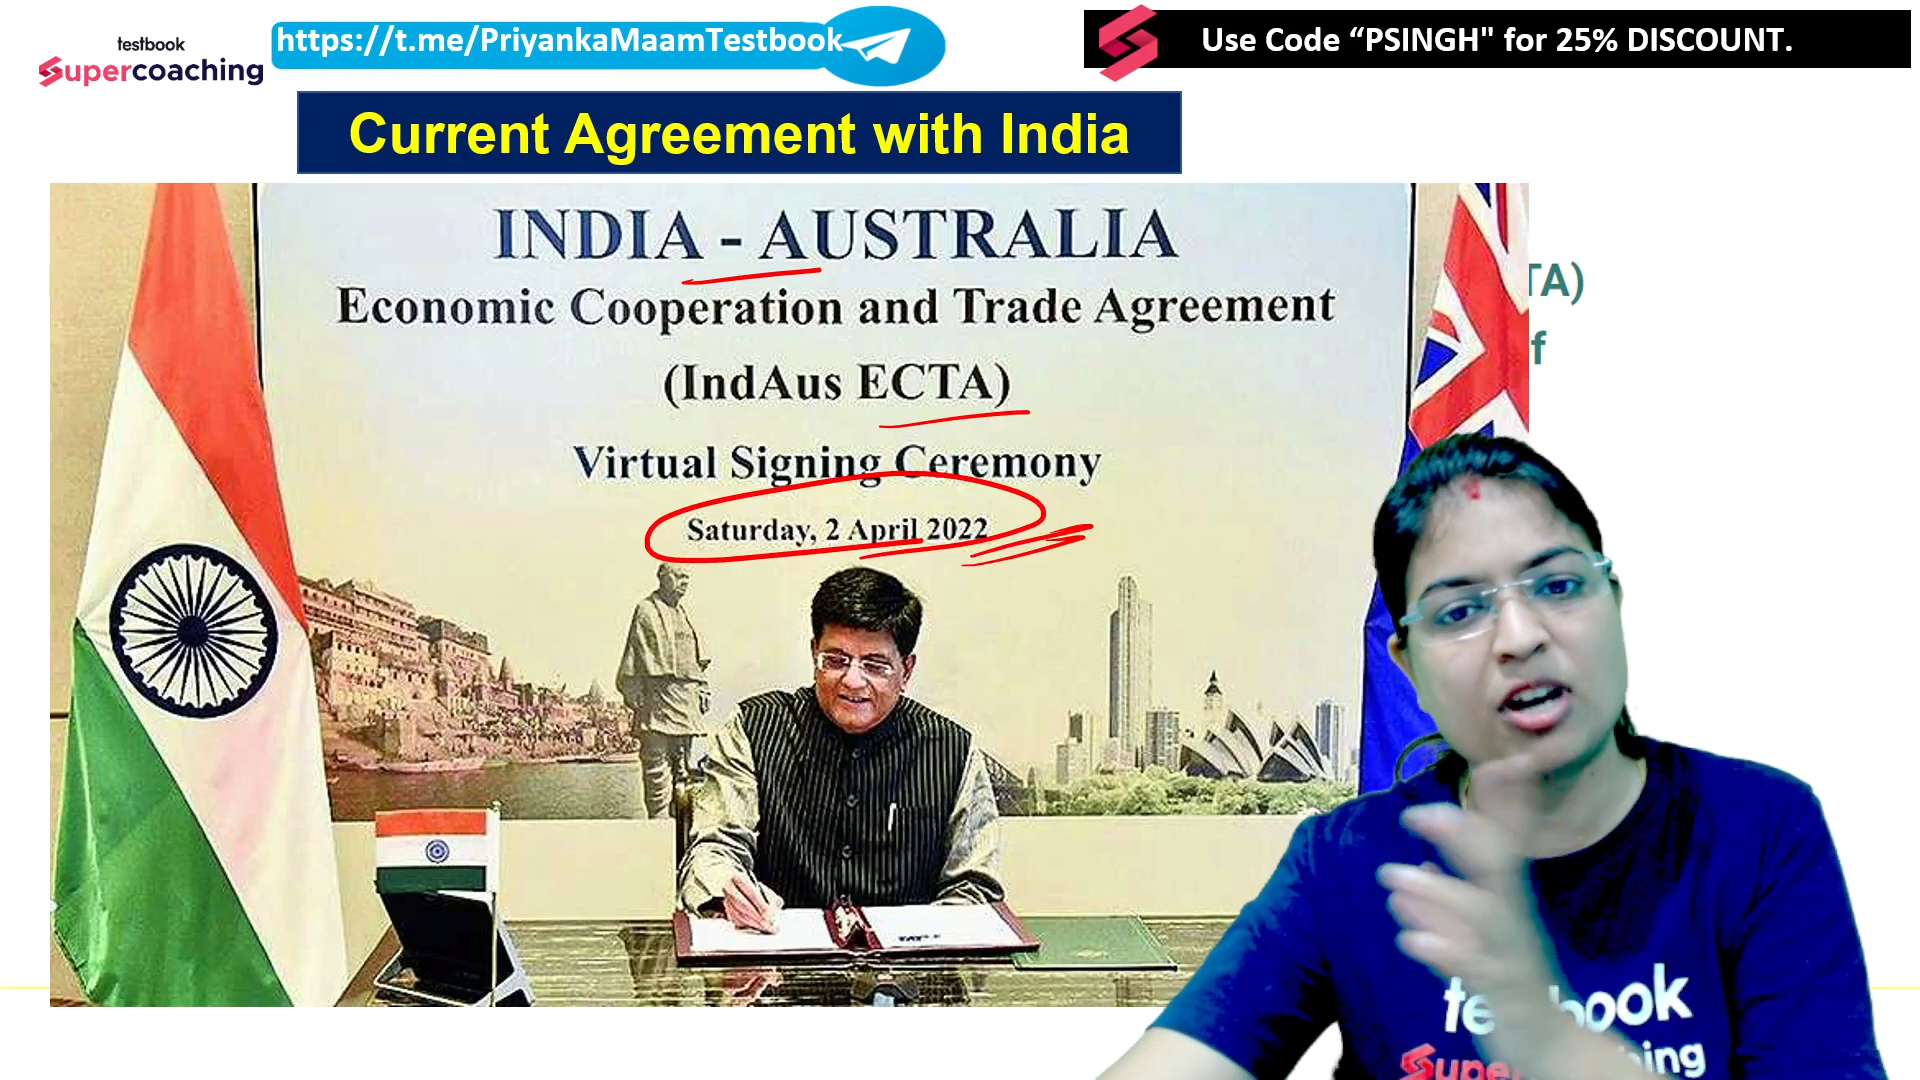 testbook
Supercoaching
https://t.me/PriyankaMaamTestbook
Use Code “PSINGH" for 25% DISCOUNT.
Current Agreement with India
INDIA - AUSTRALIA
Economic Cooperation and Trade Agreement
(IndAus ECTA)
Virtual Signing Ceremony
Saturday, 2 April 2022
TA)
f